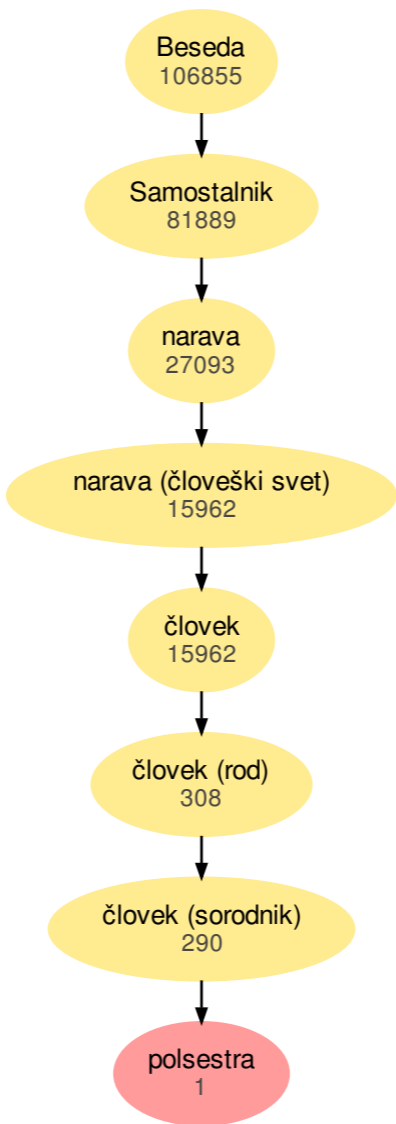 Beseda
106855
Samostalnik
81889
narava
27093
narava (človeški svet)
15962
človek
15962
človek (rod)
308
človek (sorodnik)
290
polsestra
1